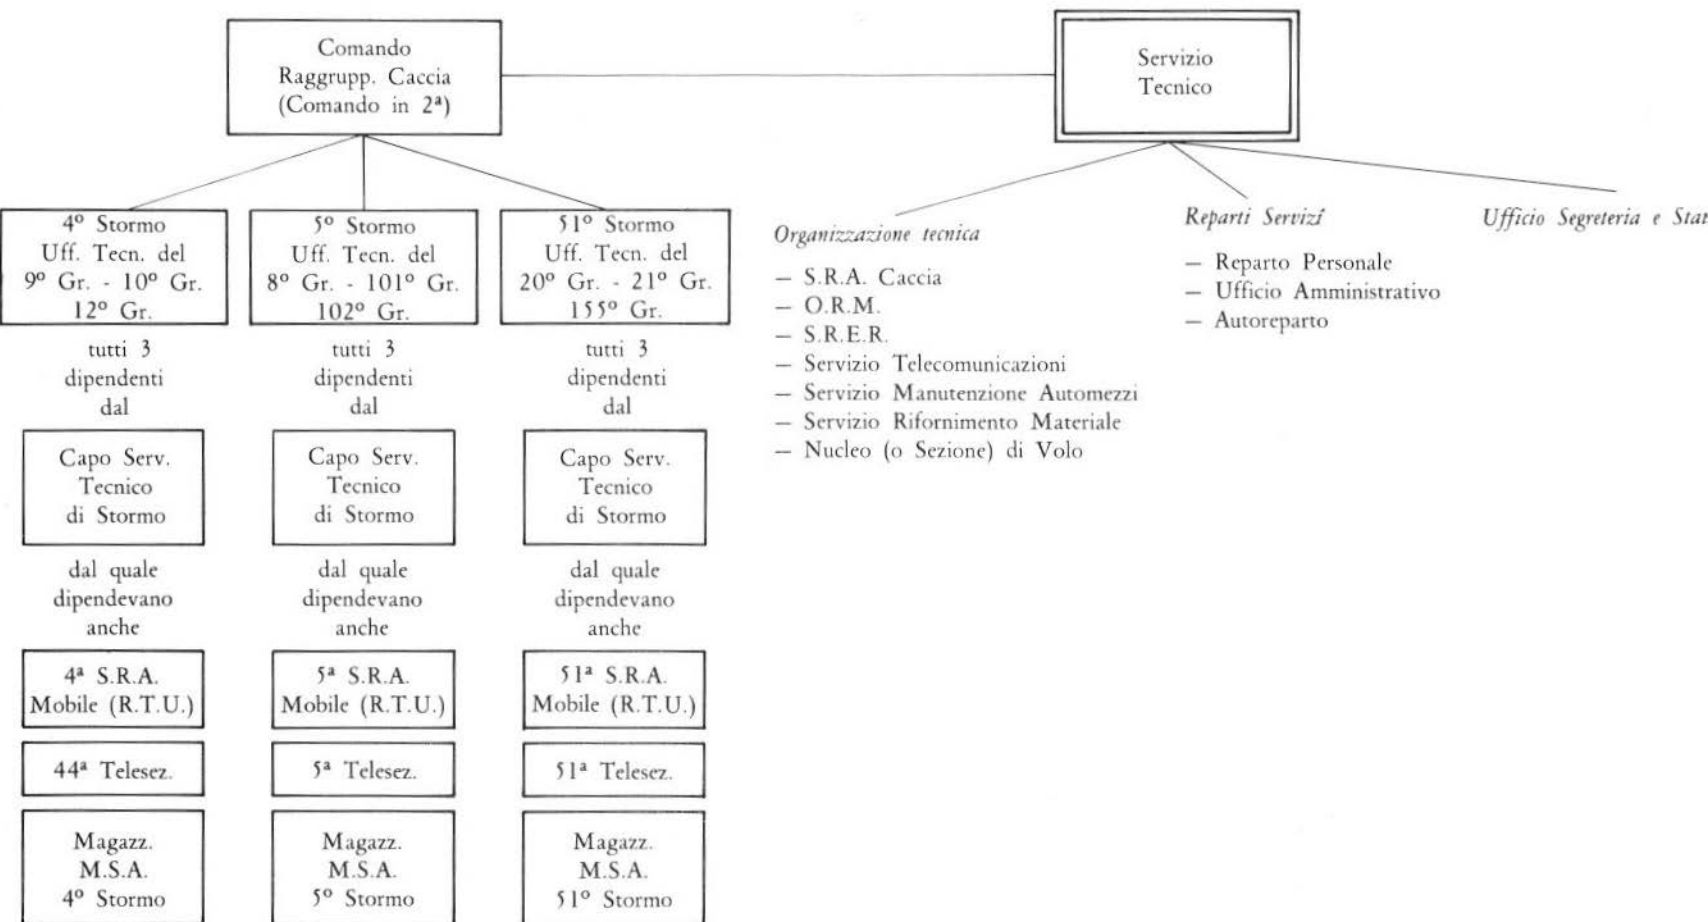 Comando
Raggrupp. Caccia
(Comando in 2ª)
Servizio
Tecnico
4º Stormo
Uff. Tecn. del
9º Gr. - 10º Gr.
12º Gr.
tutti 3
dipendenti
dal
Capo Serv.
Tecnico
di Stormo
dal quale
dipendevano
anche
4ª S.R.A.
Mobile (R.T.U.)
44ª Telesez.
Magazz.
M.S.A.
4º Stormo
5º Stormo
Uff. Tecn. del
8º Gr. - 101º Gr.
102º Gr.
tutti 3
dipendenti
dal
Capo Serv.
Tecnico
di Stormo
dal quale
dipendevano
anche
5ª S.R.A.
Mobile (R.T.U.)
5ª Telesez.
Magazz.
M.S.A.
5º Stormo
51º Stormo
Uff. Tecn. del
20º Gr. - 21º Gr.
155º Gr.
tutti 3
dipendenti
dal
Capo Serv.
Tecnico
di Stormo
dal quale
dipendevano
anche
51ª S.R.A.
Mobile (R.T.U.)
51ª Telesez.
Magazz.
M.S.A.
51º Stormo
Organizzazione tecnica
— S.R.A. Caccia
— O.R.M.
— S.R.E.R.
— Servizio Telecomunicazioni
— Servizio Manutenzione Automezzi
— Servizio Rifornimento Materiale
— Nucleo (o Sezione) di Volo
Reparti Servizî
— Reparto Personale
— Ufficio Amministrativo
— Autoreparto
Ufficio Segreteria e Stat